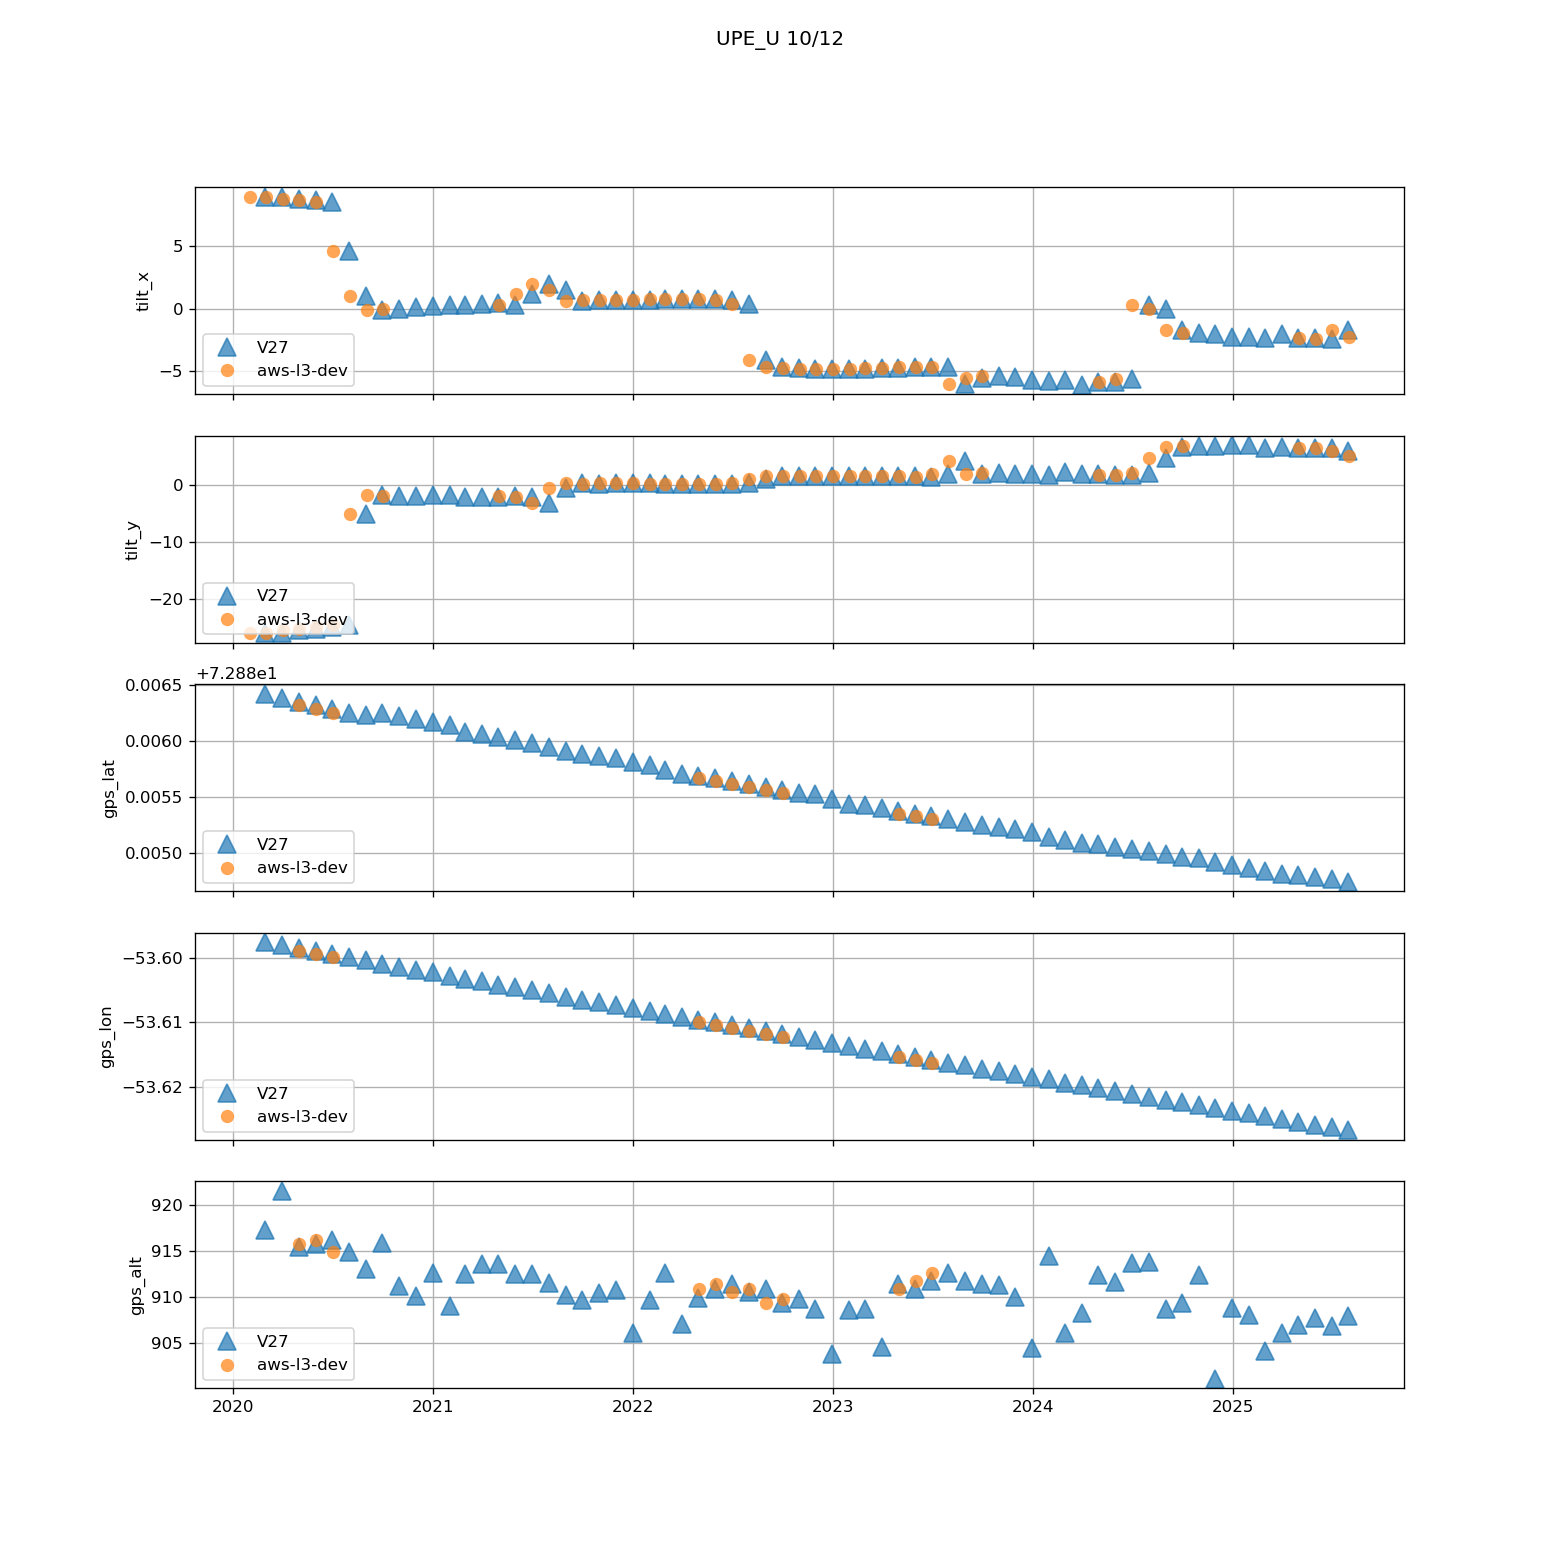 UPE_U 10/12
5
0
−5
tilt_x
V27
aws-l3-dev
0
−10
−20
tilt_y
V27
aws-l3-dev
+7.288e1
0.0065
0.0060
0.0055
0.0050
gps_lat
V27
aws-l3-dev
−53.60
−53.61
−53.62
gps_lon
V27
aws-l3-dev
920
915
910
905
gps_alt
V27
aws-l3-dev
2020 2021 2022 2023 2024 2025